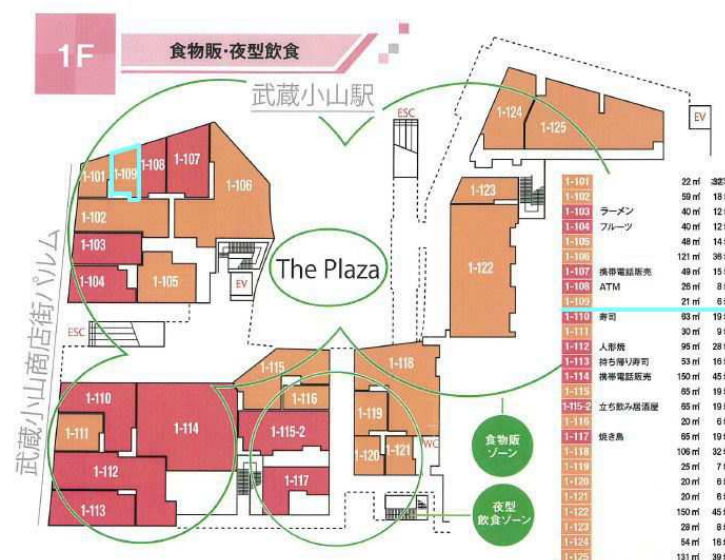 1F
食物販・夜型飲食
武蔵小山駅
ESC
EV
1-124
1-125
1-101
1-109
1-108
1-107
1-106
1-102
1-103
1-104
1-105
1-123
1-122
The Plaza
EV
ESC
武蔵小山商店街パルム
1-110
1-111
1-112
1-113
1-114
1-115
1-116
1-115-2
1-117
1-118
1-119
1-120
1-121
WC
食物販
ゾーン
夜型
飲食ゾーン
1-101 22㎡
1-102 59㎡
1-103 ラーメン 40㎡
1-104 フルーツ 40㎡
1-105 48㎡
1-106 121㎡
1-107 携帯電話販売 49㎡
1-108 ATM 26㎡
1-109 21㎡
1-110 寿司 63㎡
1-111 30㎡
1-112 人形焼 95㎡
1-113 持ち帰り寿司 53㎡
1-114 携帯電話販売 150㎡
1-115 65㎡
1-115-2 立ち飲み居酒屋 65㎡
1-116 20㎡
1-117 焼き鳥 65㎡
1-118 106㎡
1-119 25㎡
1-120 20㎡
1-121 20㎡
1-122 150㎡
1-123 28㎡
1-124 54㎡
1-125 131㎡